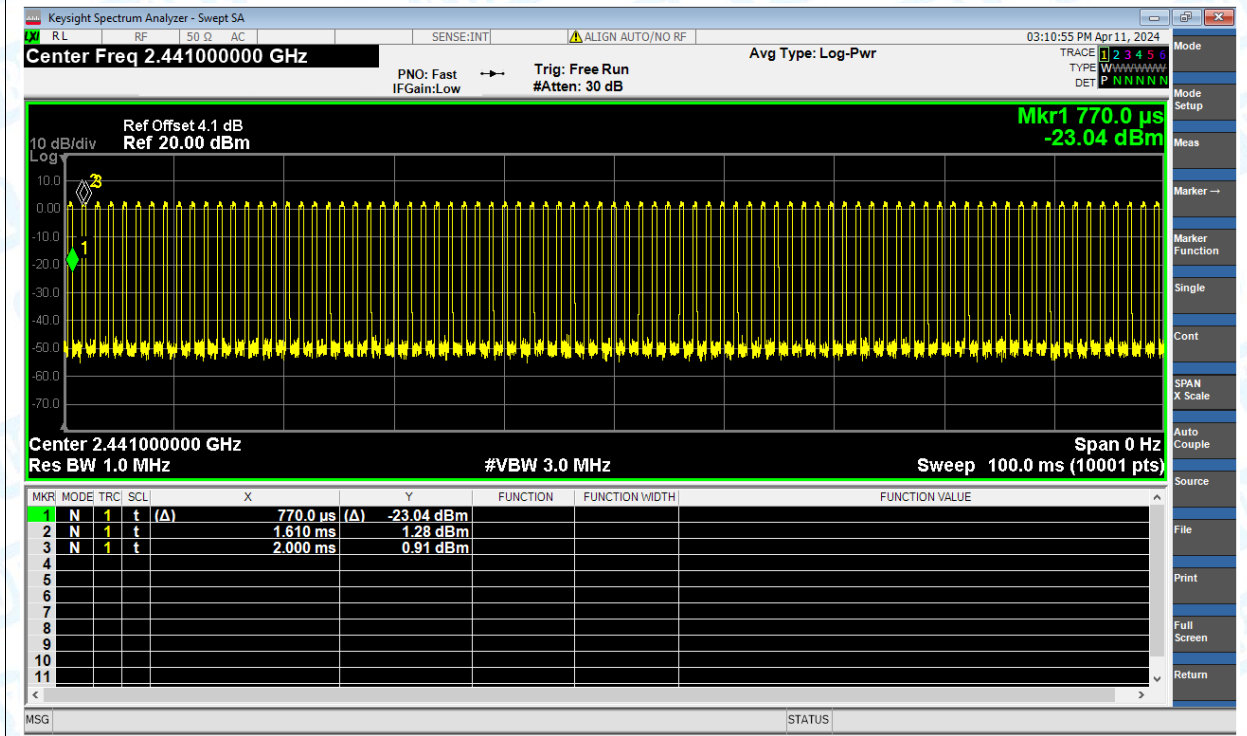 Keysight Spectrum Analyzer - Swept SA
LXI RL RF 50 Ω AC SENSE:INT ALIGN AUTO/NO RF 03:10:55 PM Apr 11, 2024
Center Freq 2.441000000 GHz
Avg Type: Log-Pwr
TRACE 1 2 3 4 5 6
TYPE WWWWWW
DET P N N N N N
PNO: Fast
IFGain:Low
Trig: Free Run
#Atten: 30 dB
Mkr1 770.0 µs
-23.04 dBm
Ref Offset 4.1 dB
10 dB/div Ref 20.00 dBm
Log
10.0
0.00
-10.0
-20.0
-30.0
-40.0
-50.0
-60.0
-70.0
1
2
3
Center 2.441000000 GHz Span 0 Hz
Res BW 1.0 MHz #VBW 3.0 MHz Sweep 100.0 ms (10001 pts)
MKR MODE TRC SCL X Y FUNCTION FUNCTION WIDTH FUNCTION VALUE
1 N 1 t (Δ) 770.0 µs (Δ) -23.04 dBm
2 N 1 t 1.610 ms 1.28 dBm
3 N 1 t 2.000 ms 0.91 dBm
4
5
6
7
8
9
10
11
MSG STATUS
Mode
Mode
Setup
Meas
Marker →
Marker
Function
Single
Cont
SPAN
X Scale
Auto
Couple
Source
File
Print
Full
Screen
Return